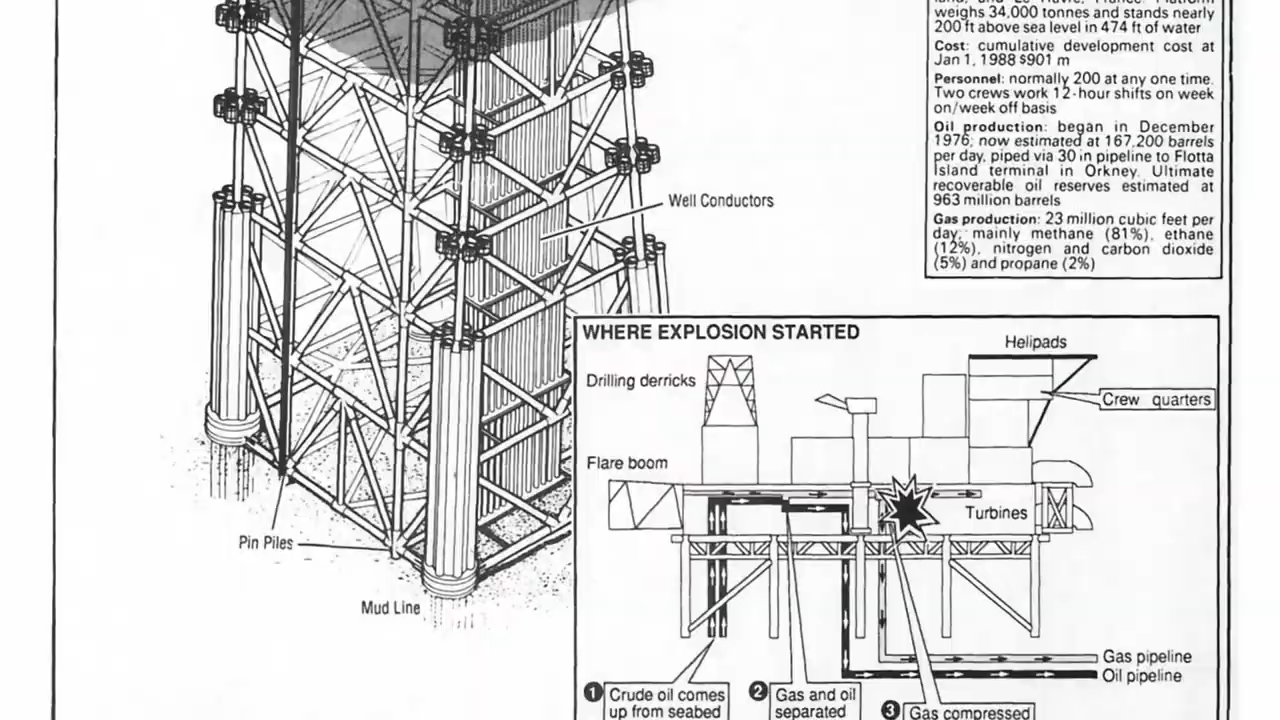 land, and Le Havre, France. Platform
weighs 34,000 tonnes and stands nearly
200 ft above sea level in 474 ft of water
Cost: cumulative development cost at
Jan 1, 1988 $901 m
Personnel: normally 200 at any one time.
Two crews work 12-hour shifts on week
on/week off basis
Oil production: began in December
1976; now estimated at 167,200 barrels
per day, piped via 30 in pipeline to Flotta
Island terminal in Orkney. Ultimate
recoverable oil reserves estimated at
963 million barrels
Gas production: 23 million cubic feet per
day; mainly methane (81%), ethane
(12%), nitrogen and carbon dioxide
(5%) and propane (2%)
Well Conductors
Pin Piles
Mud Line
WHERE EXPLOSION STARTED
Helipads
Drilling derricks
Crew quarters
Flare boom
Turbines
Gas pipeline
Oil pipeline
1 Crude oil comes
up from seabed
2 Gas and oil
separated
3 Gas compressed